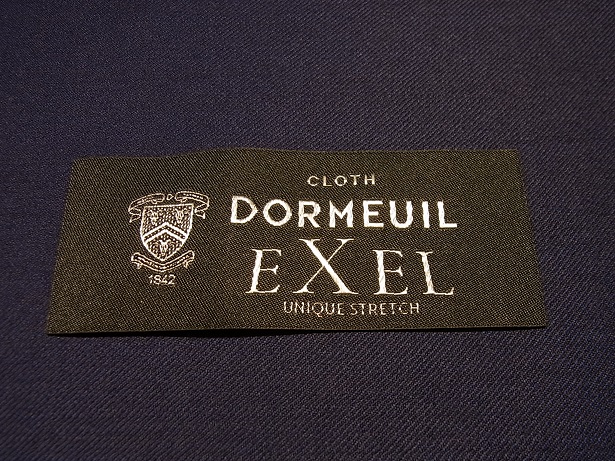 CLOTH
DORMEUIL
EXEL
UNIQUE STRETCH
D
1842